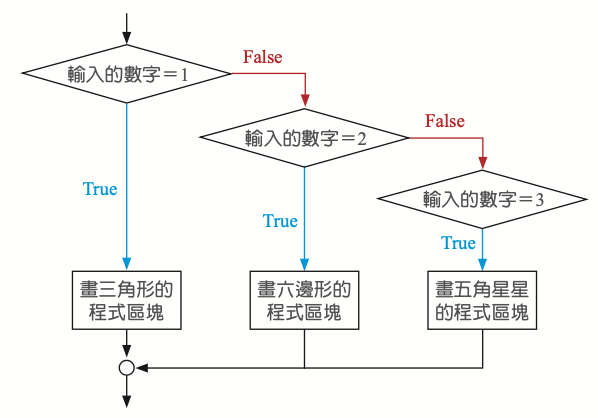 False
輸入的數字＝1
False
輸入的數字＝2
True
輸入的數字＝3
True
True
畫三角形的
程式區塊
畫六邊形的
程式區塊
畫五角星星
的程式區塊